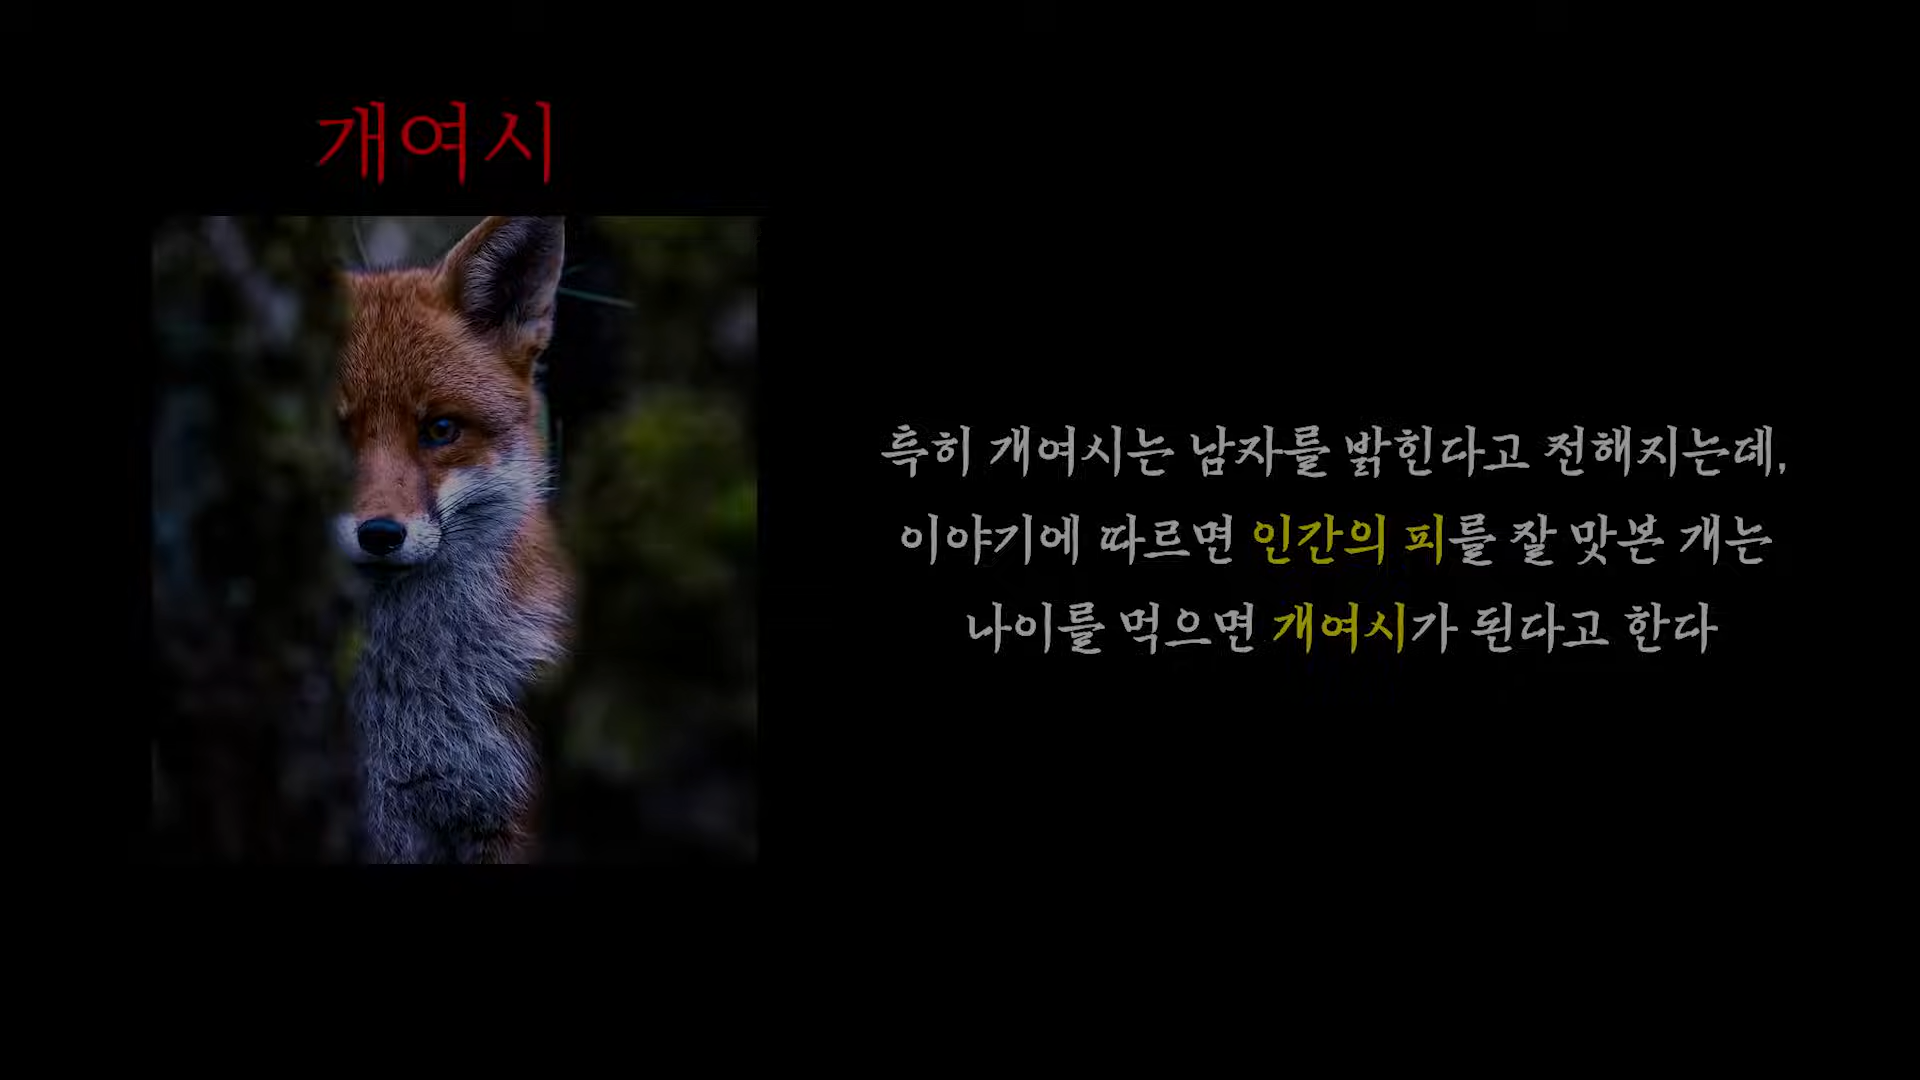 개여시
특히 개여시는 남자를 밝힌다고 전해지는데,
이야기에 따르면 인간의 피를 잘 맛본 개는
나이를 먹으면 개여시가 된다고 한다